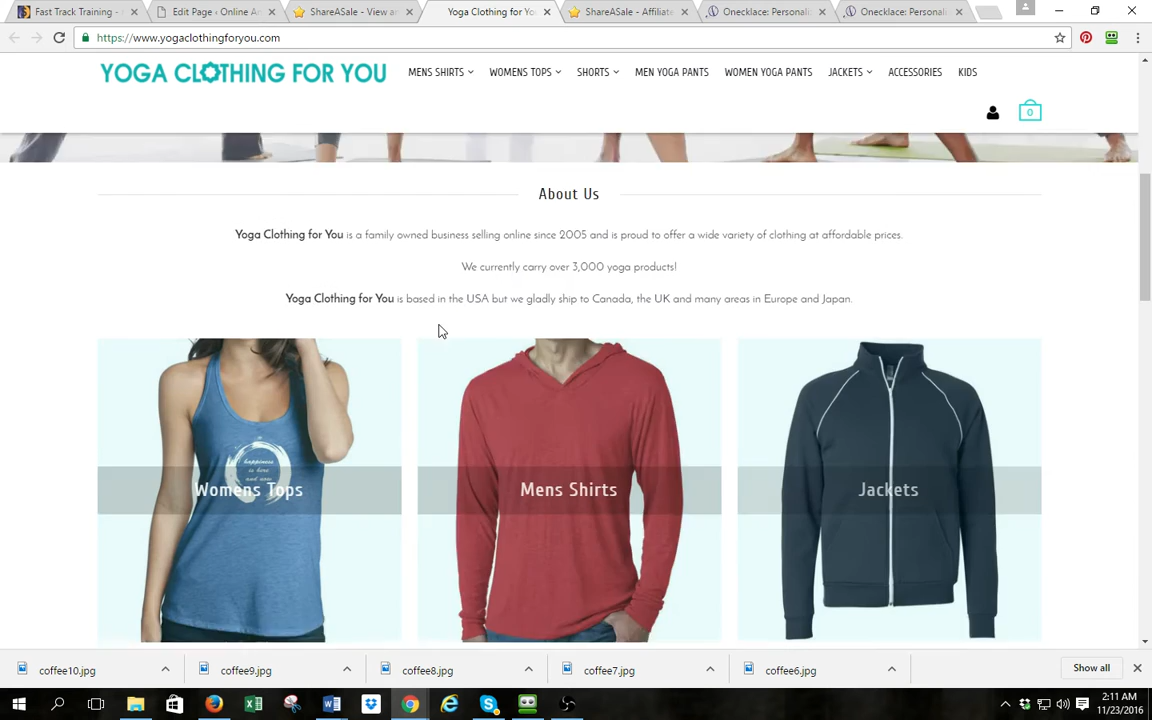 Fast Track Training -
Edit Page ‹ Online A
ShareASale - View a
Yoga Clothing for Yo
ShareASale - Affiliate
Onecklace: Personali
Onecklace: Personali
https://www.yogaclothingforyou.com
YOGA CLOTHING FOR YOU
MENS SHIRTS
WOMENS TOPS
SHORTS
MEN YOGA PANTS
WOMEN YOGA PANTS
JACKETS
ACCESSORIES
KIDS
0
About Us
Yoga Clothing for You is a family owned business selling online since 2005 and is proud to offer a wide variety of clothing at affordable prices.
We currently carry over 3,000 yoga products!
Yoga Clothing for You is based in the USA but we gladly ship to Canada, the UK and many areas in Europe and Japan.
happiness
is here
and now
Womens Tops
Mens Shirts
Jackets
coffee10.jpg
coffee9.jpg
coffee8.jpg
coffee7.jpg
coffee6.jpg
Show all
2:11 AM
11/23/2016